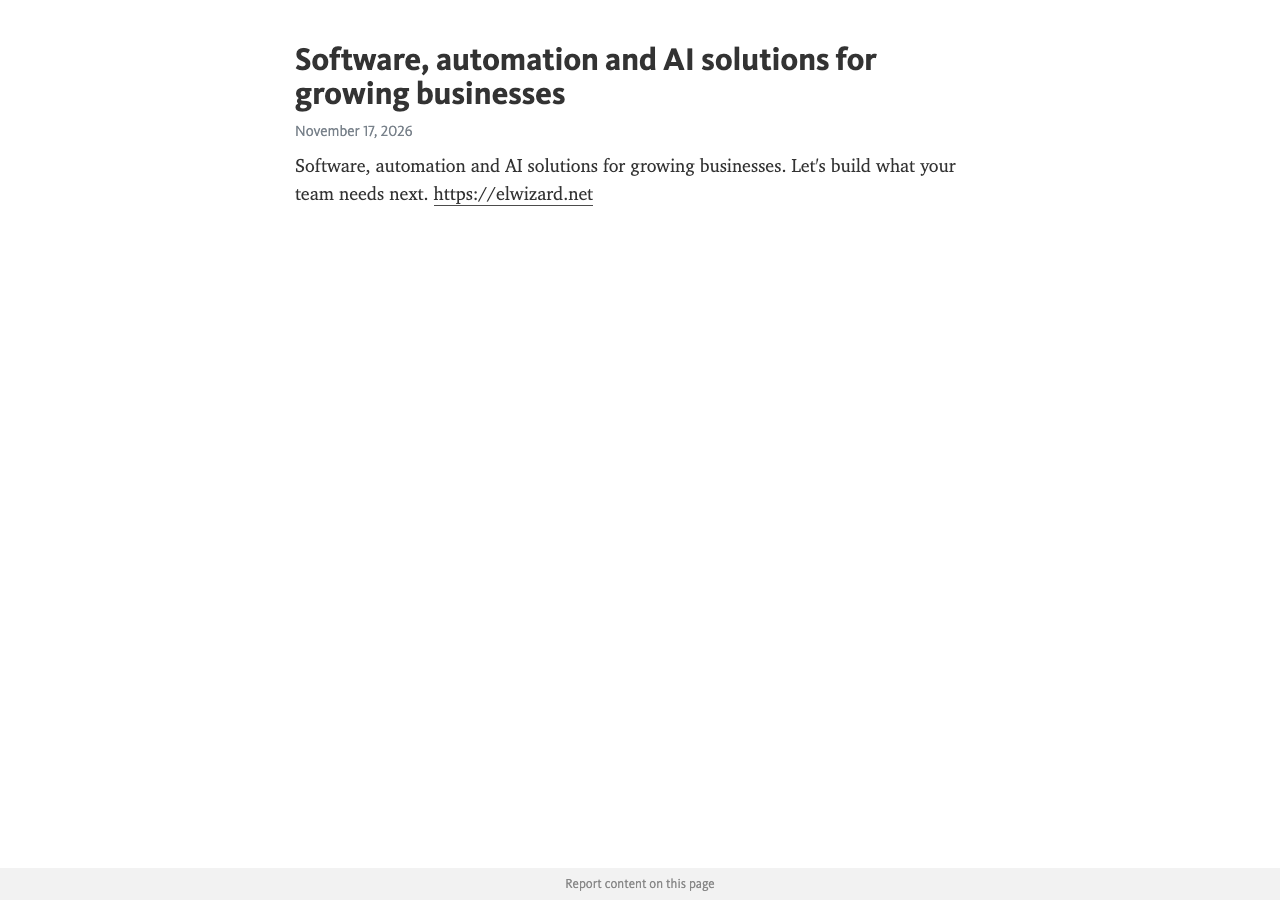 Software, automation and AI solutions for
growing businesses
November 17, 2026
Software, automation and AI solutions for growing businesses. Let's build what your
team needs next. https://elwizard.net
Report content on this page